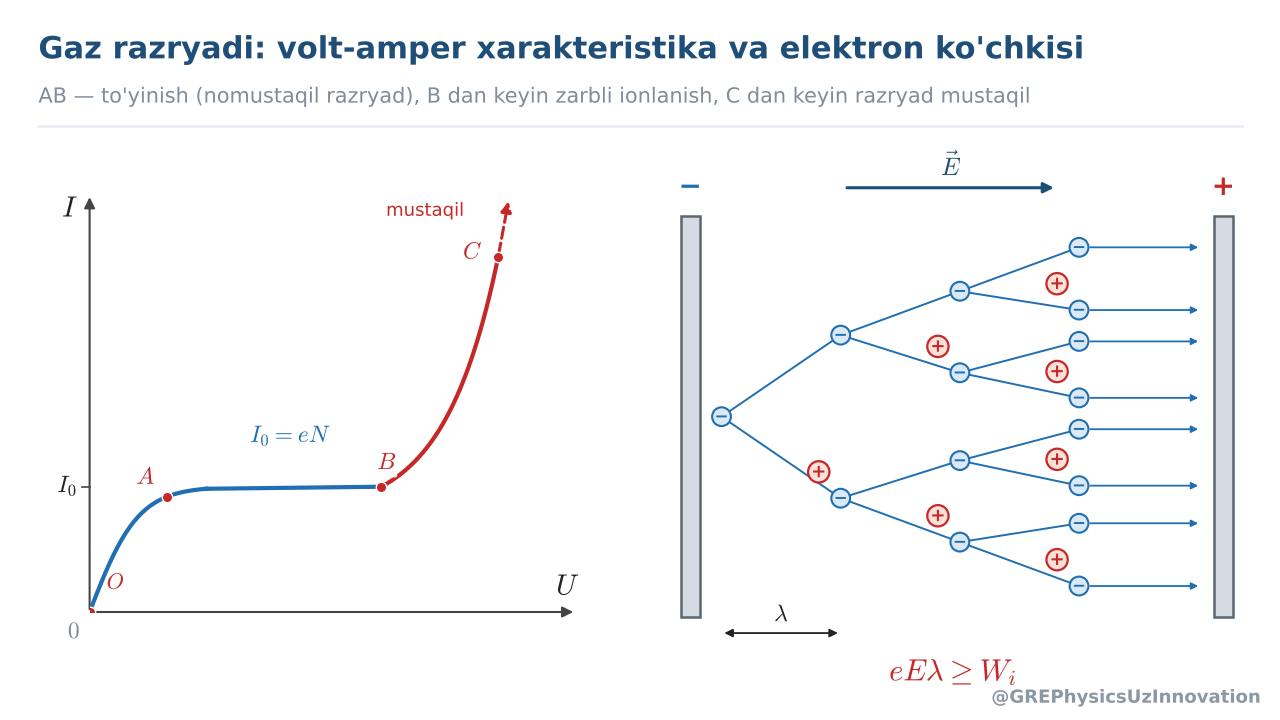 Gaz razryadi: volt-amper xarakteristika va elektron ko'chkisi
AB — to'yinish (nomustaqil razryad), B dan keyin zarbli ionlanish, C dan keyin razryad mustaqil
I
mustaqil
C
I₀ = eN
B
A
I₀
O
U
0
E⃗
−
+
λ
eEλ ≥ Wᵢ
@GREPhysicsUzInnovation